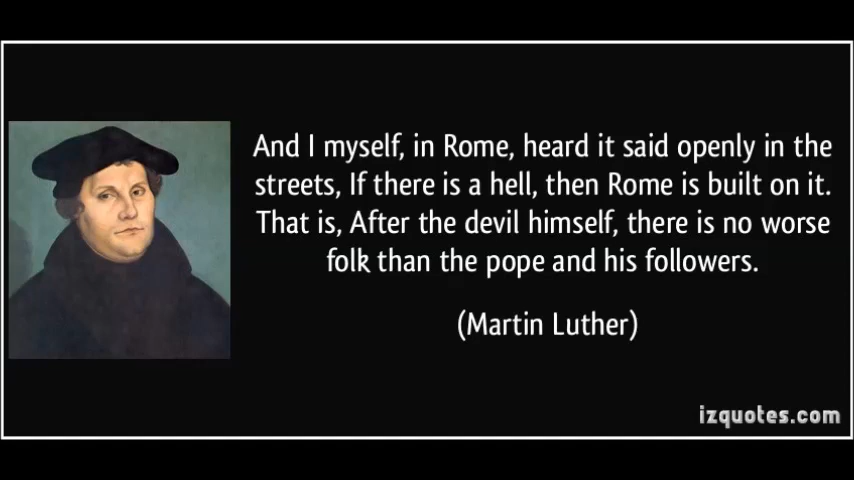 And I myself, in Rome, heard it said openly in the
streets, If there is a hell, then Rome is built on it.
That is, After the devil himself, there is no worse
folk than the pope and his followers.
(Martin Luther)
izquotes.com